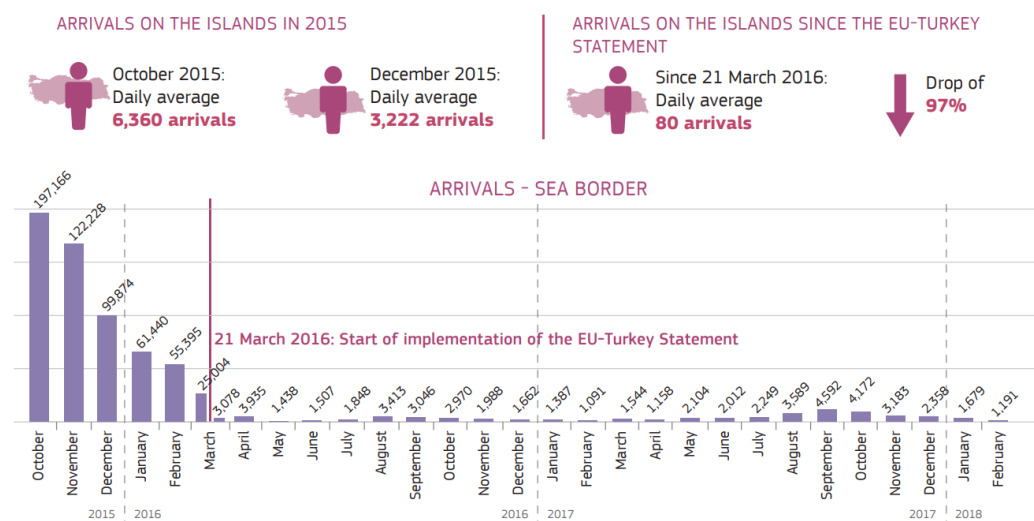 ARRIVALS ON THE ISLANDS IN 2015
October 2015:
Daily average
6,360 arrivals
December 2015:
Daily average
3,222 arrivals
ARRIVALS ON THE ISLANDS SINCE THE EU-TURKEY
STATEMENT
Since 21 March 2016:
Daily average
80 arrivals
Drop of
97%
ARRIVALS - SEA BORDER
197,166
122,228
99,874
61,440
55,395
25,004
3,078
3,935
1,438
1,507
1,848
3,413
3,046
2,970
1,988
1,662
1,387
1,091
1,544
1,158
2,104
2,012
2,249
3,589
4,592
4,172
3,183
2,358
1,679
1,191
21 March 2016: Start of implementation of the EU-Turkey Statement
October
November
December
January
February
March
April
May
June
July
August
September
October
November
December
January
February
March
April
May
June
July
August
September
October
November
December
January
February
2015
2016
2016
2017
2017
2018